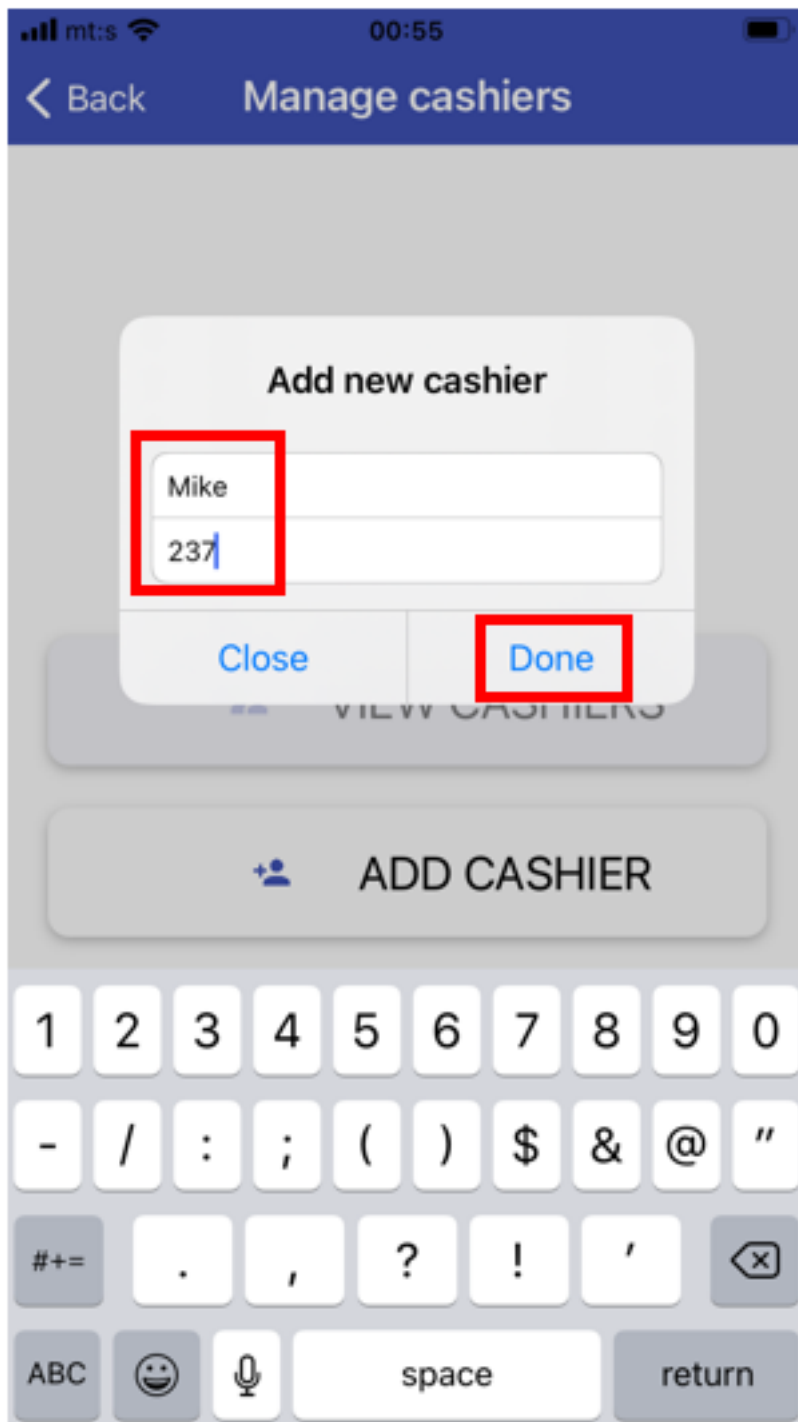 mt:s 00:55
Back Manage cashiers
Add new cashier
Mike
237
Close Done
VIEW CASHIERS
ADD CASHIER
1 2 3 4 5 6 7 8 9 0
- / : ; ( ) $ & @ "
#+= . , ? ! '
ABC space return